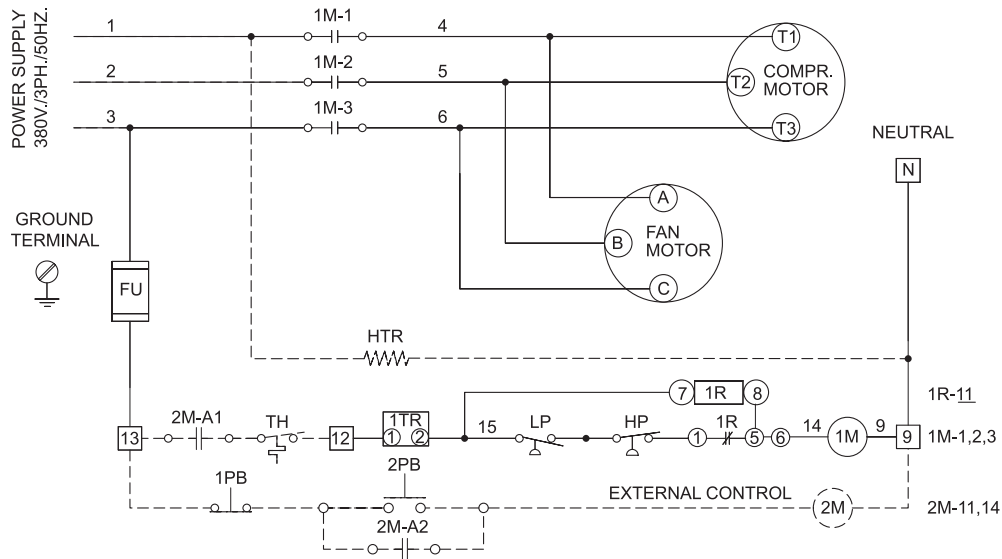 POWER SUPPLY
380V./3PH./50HZ.
1
1M-1
4
T1
2
1M-2
5
T2
COMPR.
MOTOR
3
1M-3
6
T3
NEUTRAL
N
GROUND
TERMINAL
A
B
FAN
MOTOR
C
FU
HTR
7
1R
8
1R-11
13
2M-A1
TH
12
1TR
1
2
15
LP
HP
1
1R
5
6
14
1M
9
9
1M-1,2,3
1PB
2PB
2M-A2
EXTERNAL CONTROL
2M
2M-11,14